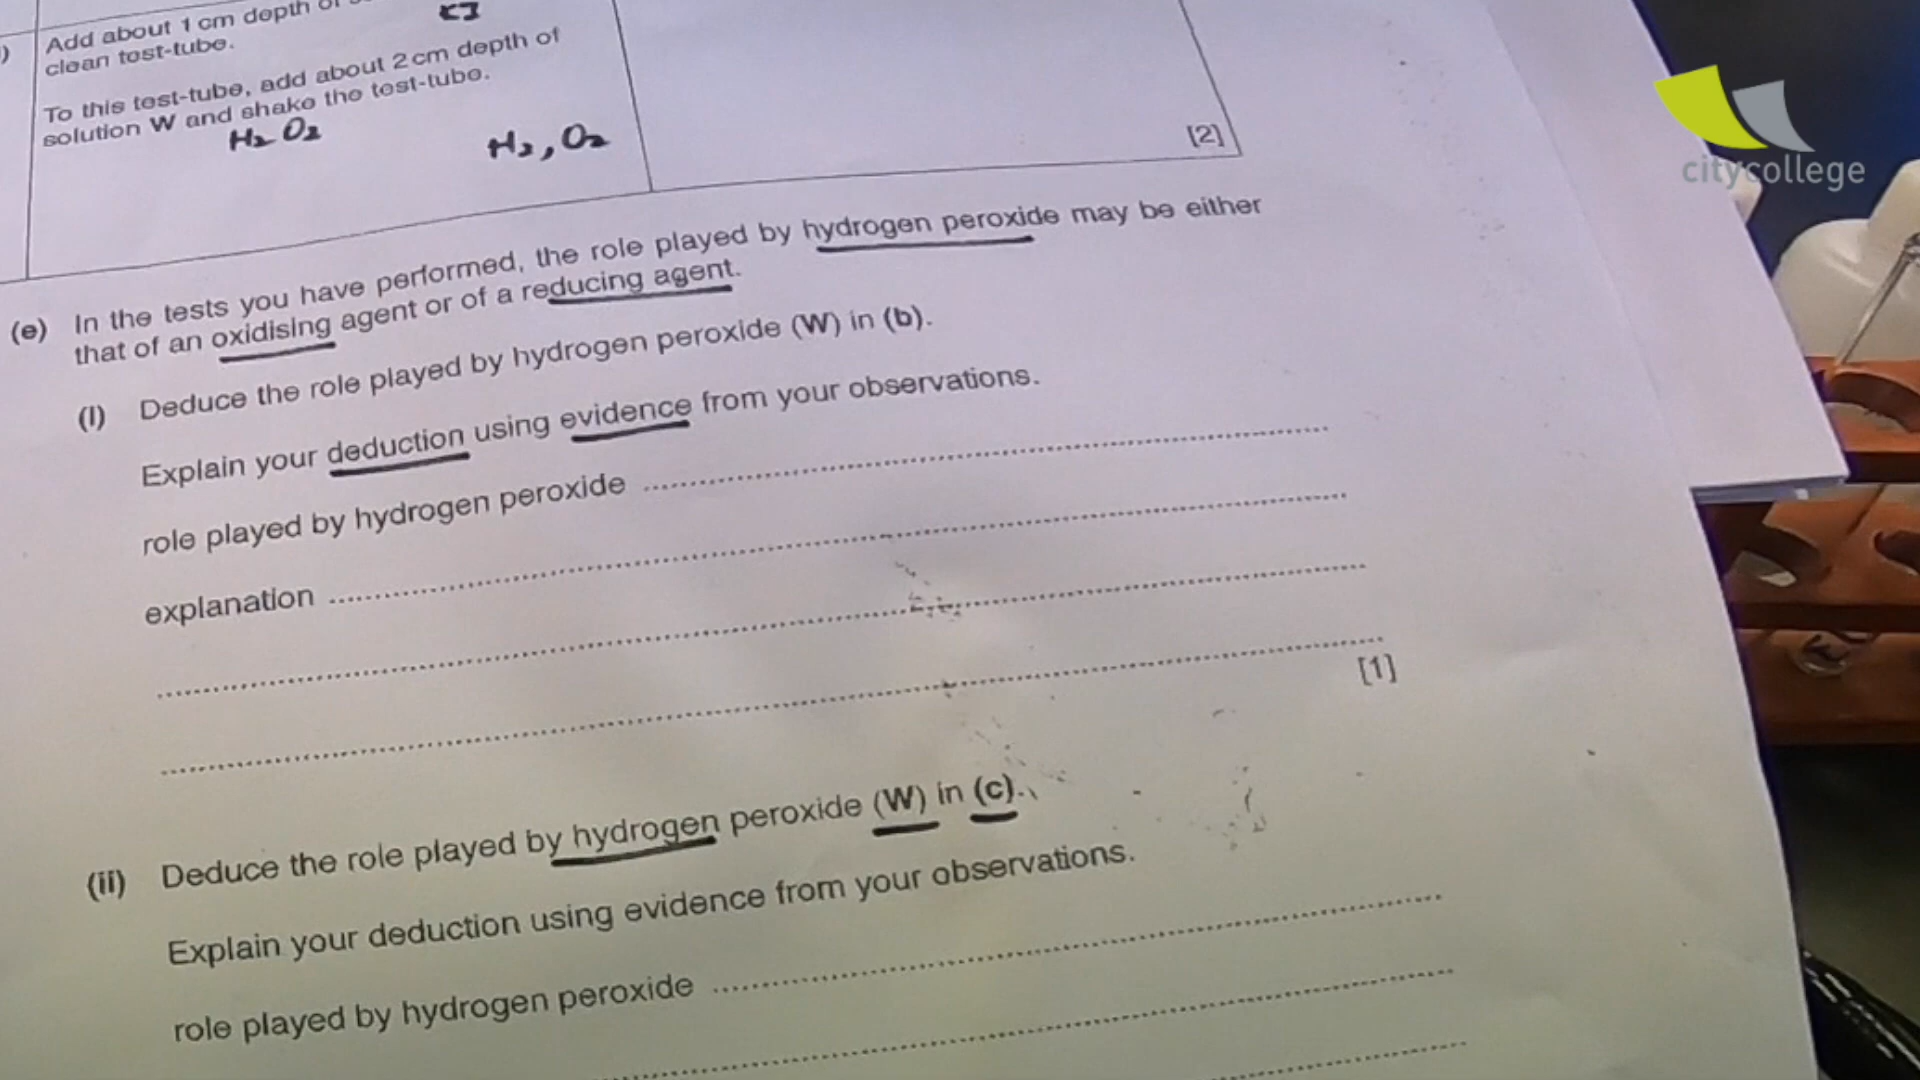 Add about 1 cm depth of
clean test-tube.
KI
To this test-tube, add about 2 cm depth of
solution W and shake the test-tube.
H2 O2
H2, O2
[2]
citycollege
(e) In the tests you have performed, the role played by hydrogen peroxide may be either
that of an oxidising agent or of a reducing agent.
(i) Deduce the role played by hydrogen peroxide (W) in (b).
Explain your deduction using evidence from your observations.
role played by hydrogen peroxide
explanation
[1]
(ii) Deduce the role played by hydrogen peroxide (W) in (c).
Explain your deduction using evidence from your observations.
role played by hydrogen peroxide